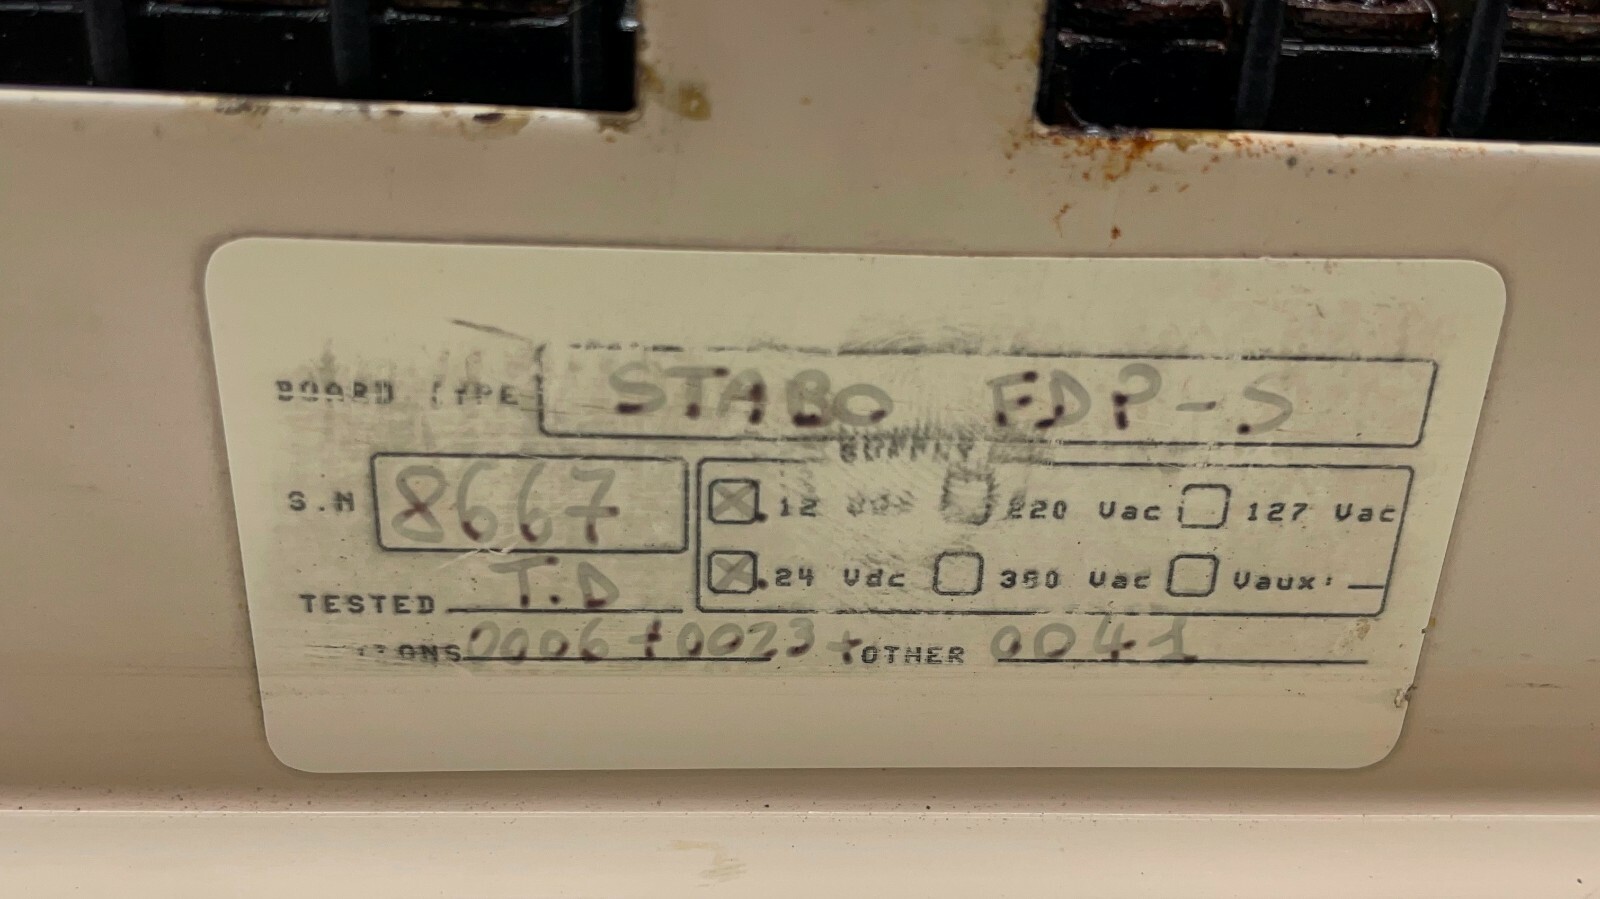 BOARD TYPE STABO FDP-S
SUPPLY
S.N 8667 12 220 Vac 127 Vac
24 Vdc 380 Vac Vaux:
TESTED T.D
0006+0023+ OTHER 0041